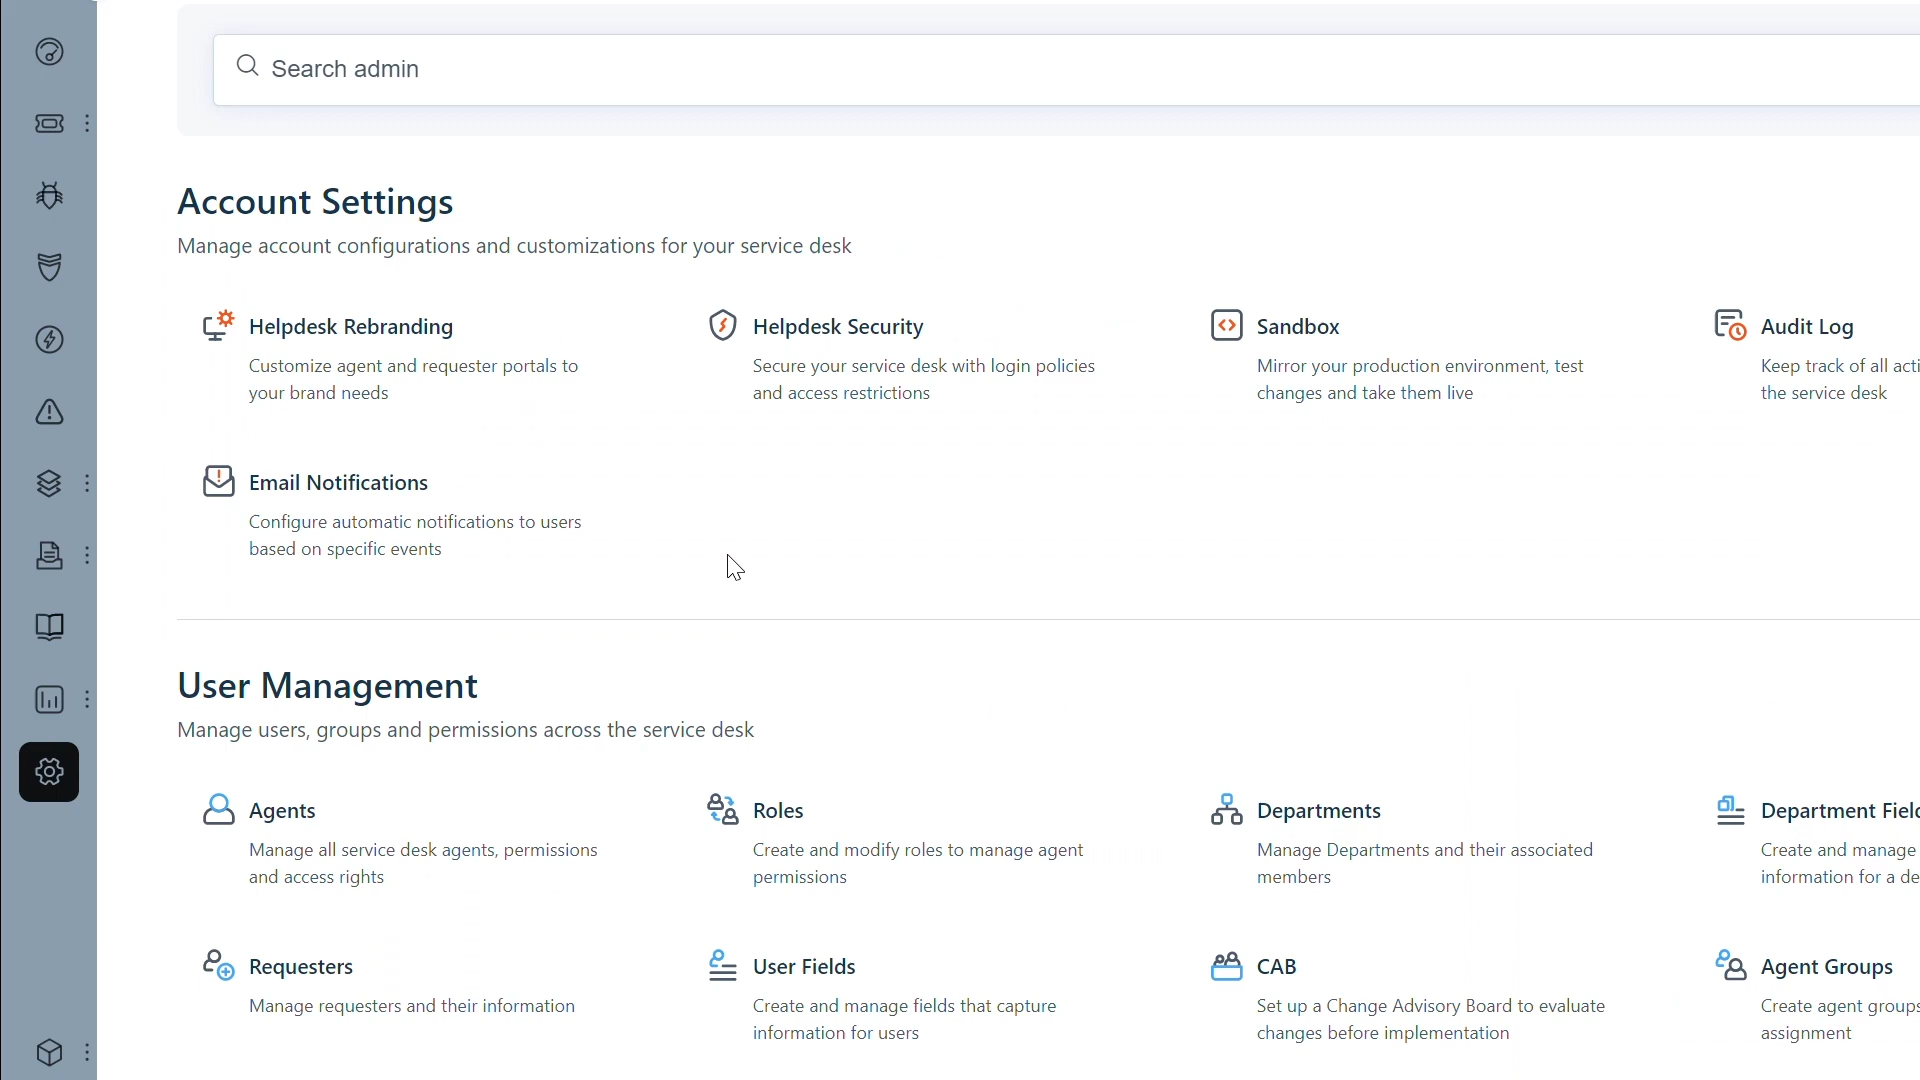 Search admin
Account Settings
Manage account configurations and customizations for your service desk
Helpdesk Rebranding
Customize agent and requester portals to
your brand needs
Helpdesk Security
Secure your service desk with login policies
and access restrictions
Sandbox
Mirror your production environment, test
changes and take them live
Audit Log
Keep track of all acti
the service desk
Email Notifications
Configure automatic notifications to users
based on specific events
User Management
Manage users, groups and permissions across the service desk
Agents
Manage all service desk agents, permissions
and access rights
Roles
Create and modify roles to manage agent
permissions
Departments
Manage Departments and their associated
members
Department Field
Create and manage
information for a de
Requesters
Manage requesters and their information
User Fields
Create and manage fields that capture
information for users
CAB
Set up a Change Advisory Board to evaluate
changes before implementation
Agent Groups
Create agent groups
assignment